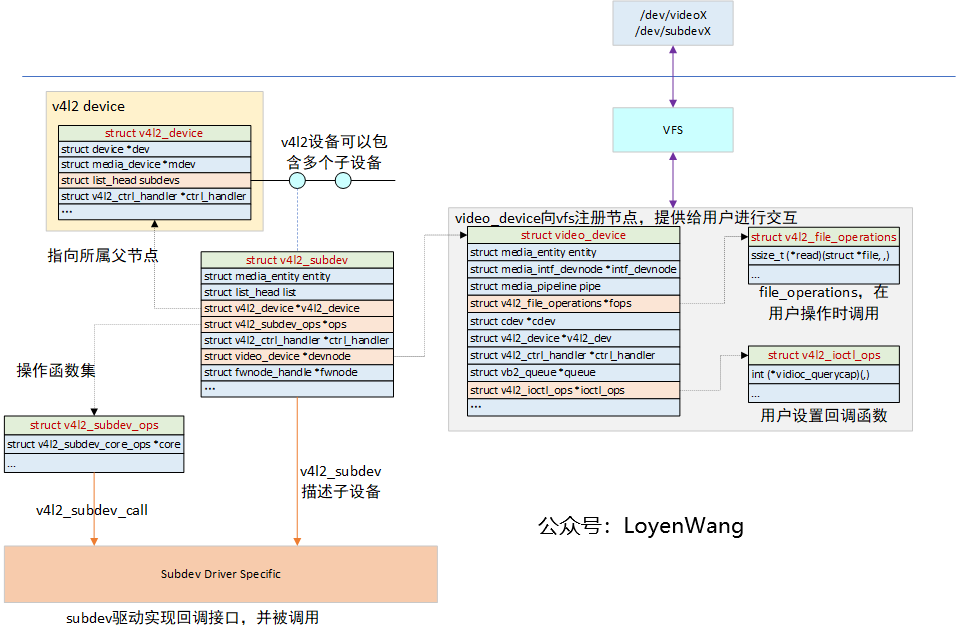 /dev/videoX
/dev/subdevX
VFS
v4l2 device
struct v4l2_device
struct device *dev
struct media_device *mdev
struct list_head subdevs
struct v4l2_ctrl_handler *ctrl_handler
...
v4l2设备可以包
含多个子设备
指向所属父节点
struct v4l2_subdev
struct media_entity entity
struct list_head list
struct v4l2_device *v4l2_device
struct v4l2_subdev_ops *ops
struct v4l2_ctrl_handler *ctrl_handler
struct video_device *devnode
struct fwnode_handle *fwnode
...
操作函数集
struct v4l2_subdev_ops
struct v4l2_subdev_core_ops *core
...
v4l2_subdev_call
v4l2_subdev
描述子设备
Subdev Driver Specific
subdev驱动实现回调接口，并被调用
video_device向vfs注册节点，提供给用户进行交互
struct video_device
struct media_entity
struct media_intf_devnode *intf_devnode
struct media_pipeline pipe
struct v4l2_file_operations *fops
struct cdev *cdev
struct v4l2_device *v4l2_dev
struct v4l2_ctrl_handler *ctrl_handler
struct vb2_queue *queue
struct v4l2_ioctl_ops *ioctl_ops
...
struct v4l2_file_operations
ssize_t (*read)(struct *file, ,)
...
file_operations，在
用户操作时调用
struct v4l2_ioctl_ops
int (*vidioc_querycap)(,)
...
用户设置回调函数
公众号：LoyenWang